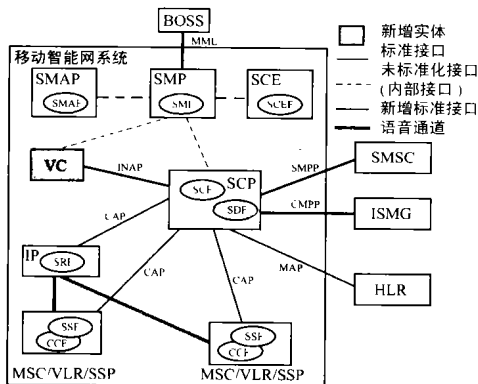 BOSS
MML
移动智能网系统
SMAP
SMAF
SMP
SMF
SCE
SCEF
VC
INAP
SCP
SCF
SDF
SMPP
SMSC
CMPP
ISMG
CAP
MAP
HLR
IP
SRF
CAP
CAP
SSF
CCF
MSC/VLR/SSP
SSF
CCF
MSC/VLR/SSP
新增实体
标准接口
未标准化接口
(内部接口)
新增标准接口
语音通道